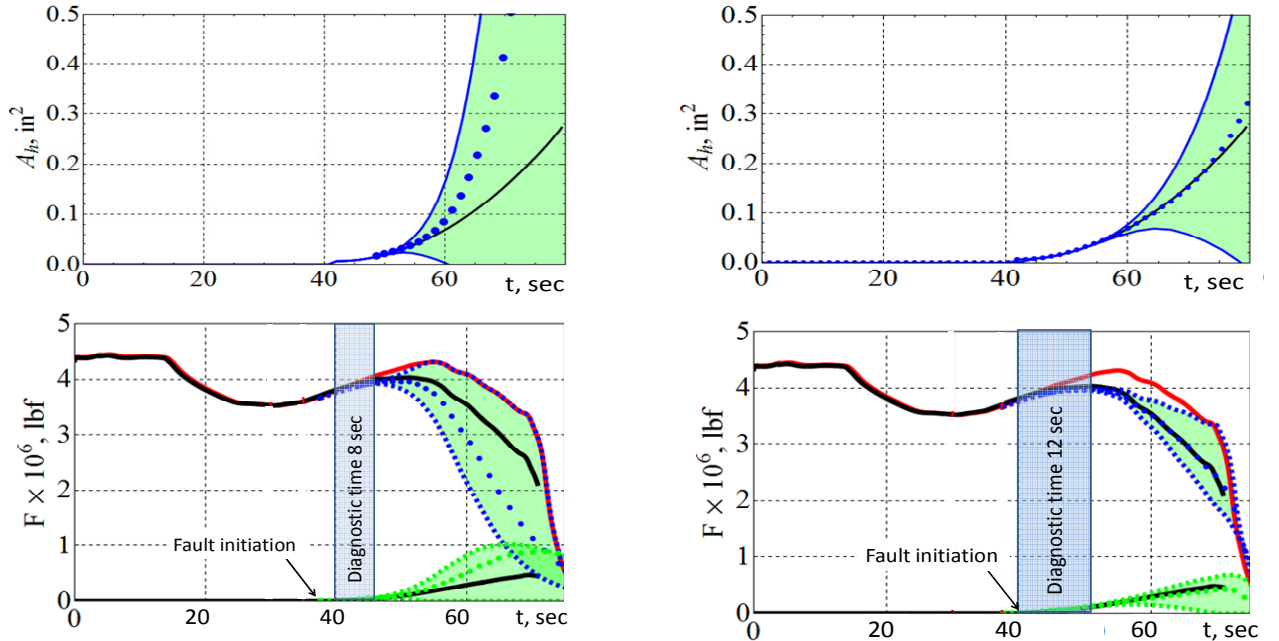 0.5
0.4
0.3
0.2
0.1
0.0
A_h, in²
0 20 40 60
t, sec
0.5
0.4
0.3
0.2
0.1
0.0
A_h, in²
0 20 40 60
t, sec
5
4
3
2
1
0
F × 10⁶, lbf
Fault initiation
Diagnostic time 8 sec
0 20 40 60 t, sec
5
4
3
2
1
0
F × 10⁶, lbf
Fault initiation
Diagnostic time 12 sec
0 20 40 60 t, sec